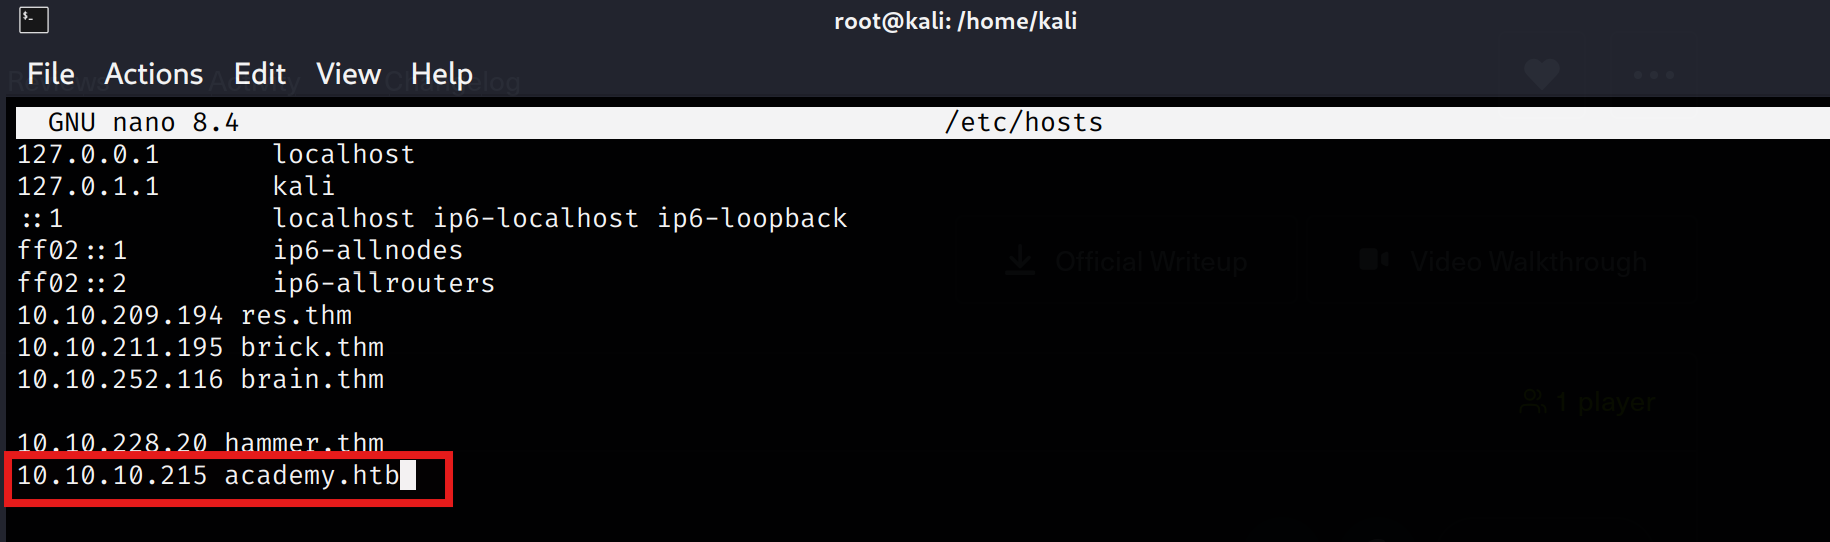 root@kali: /home/kali
File Actions Edit View Help
Reviews Activity Changelog
GNU nano 8.4 /etc/hosts
127.0.0.1 localhost
127.0.1.1 kali
::1 localhost ip6-localhost ip6-loopback
ff02::1 ip6-allnodes
ff02::2 ip6-allrouters
Official Writeup Video Walkthrough
10.10.209.194 res.thm
10.10.211.195 brick.thm
10.10.252.116 brain.thm
1 player
10.10.228.20 hammer.thm
10.10.10.215 academy.htb